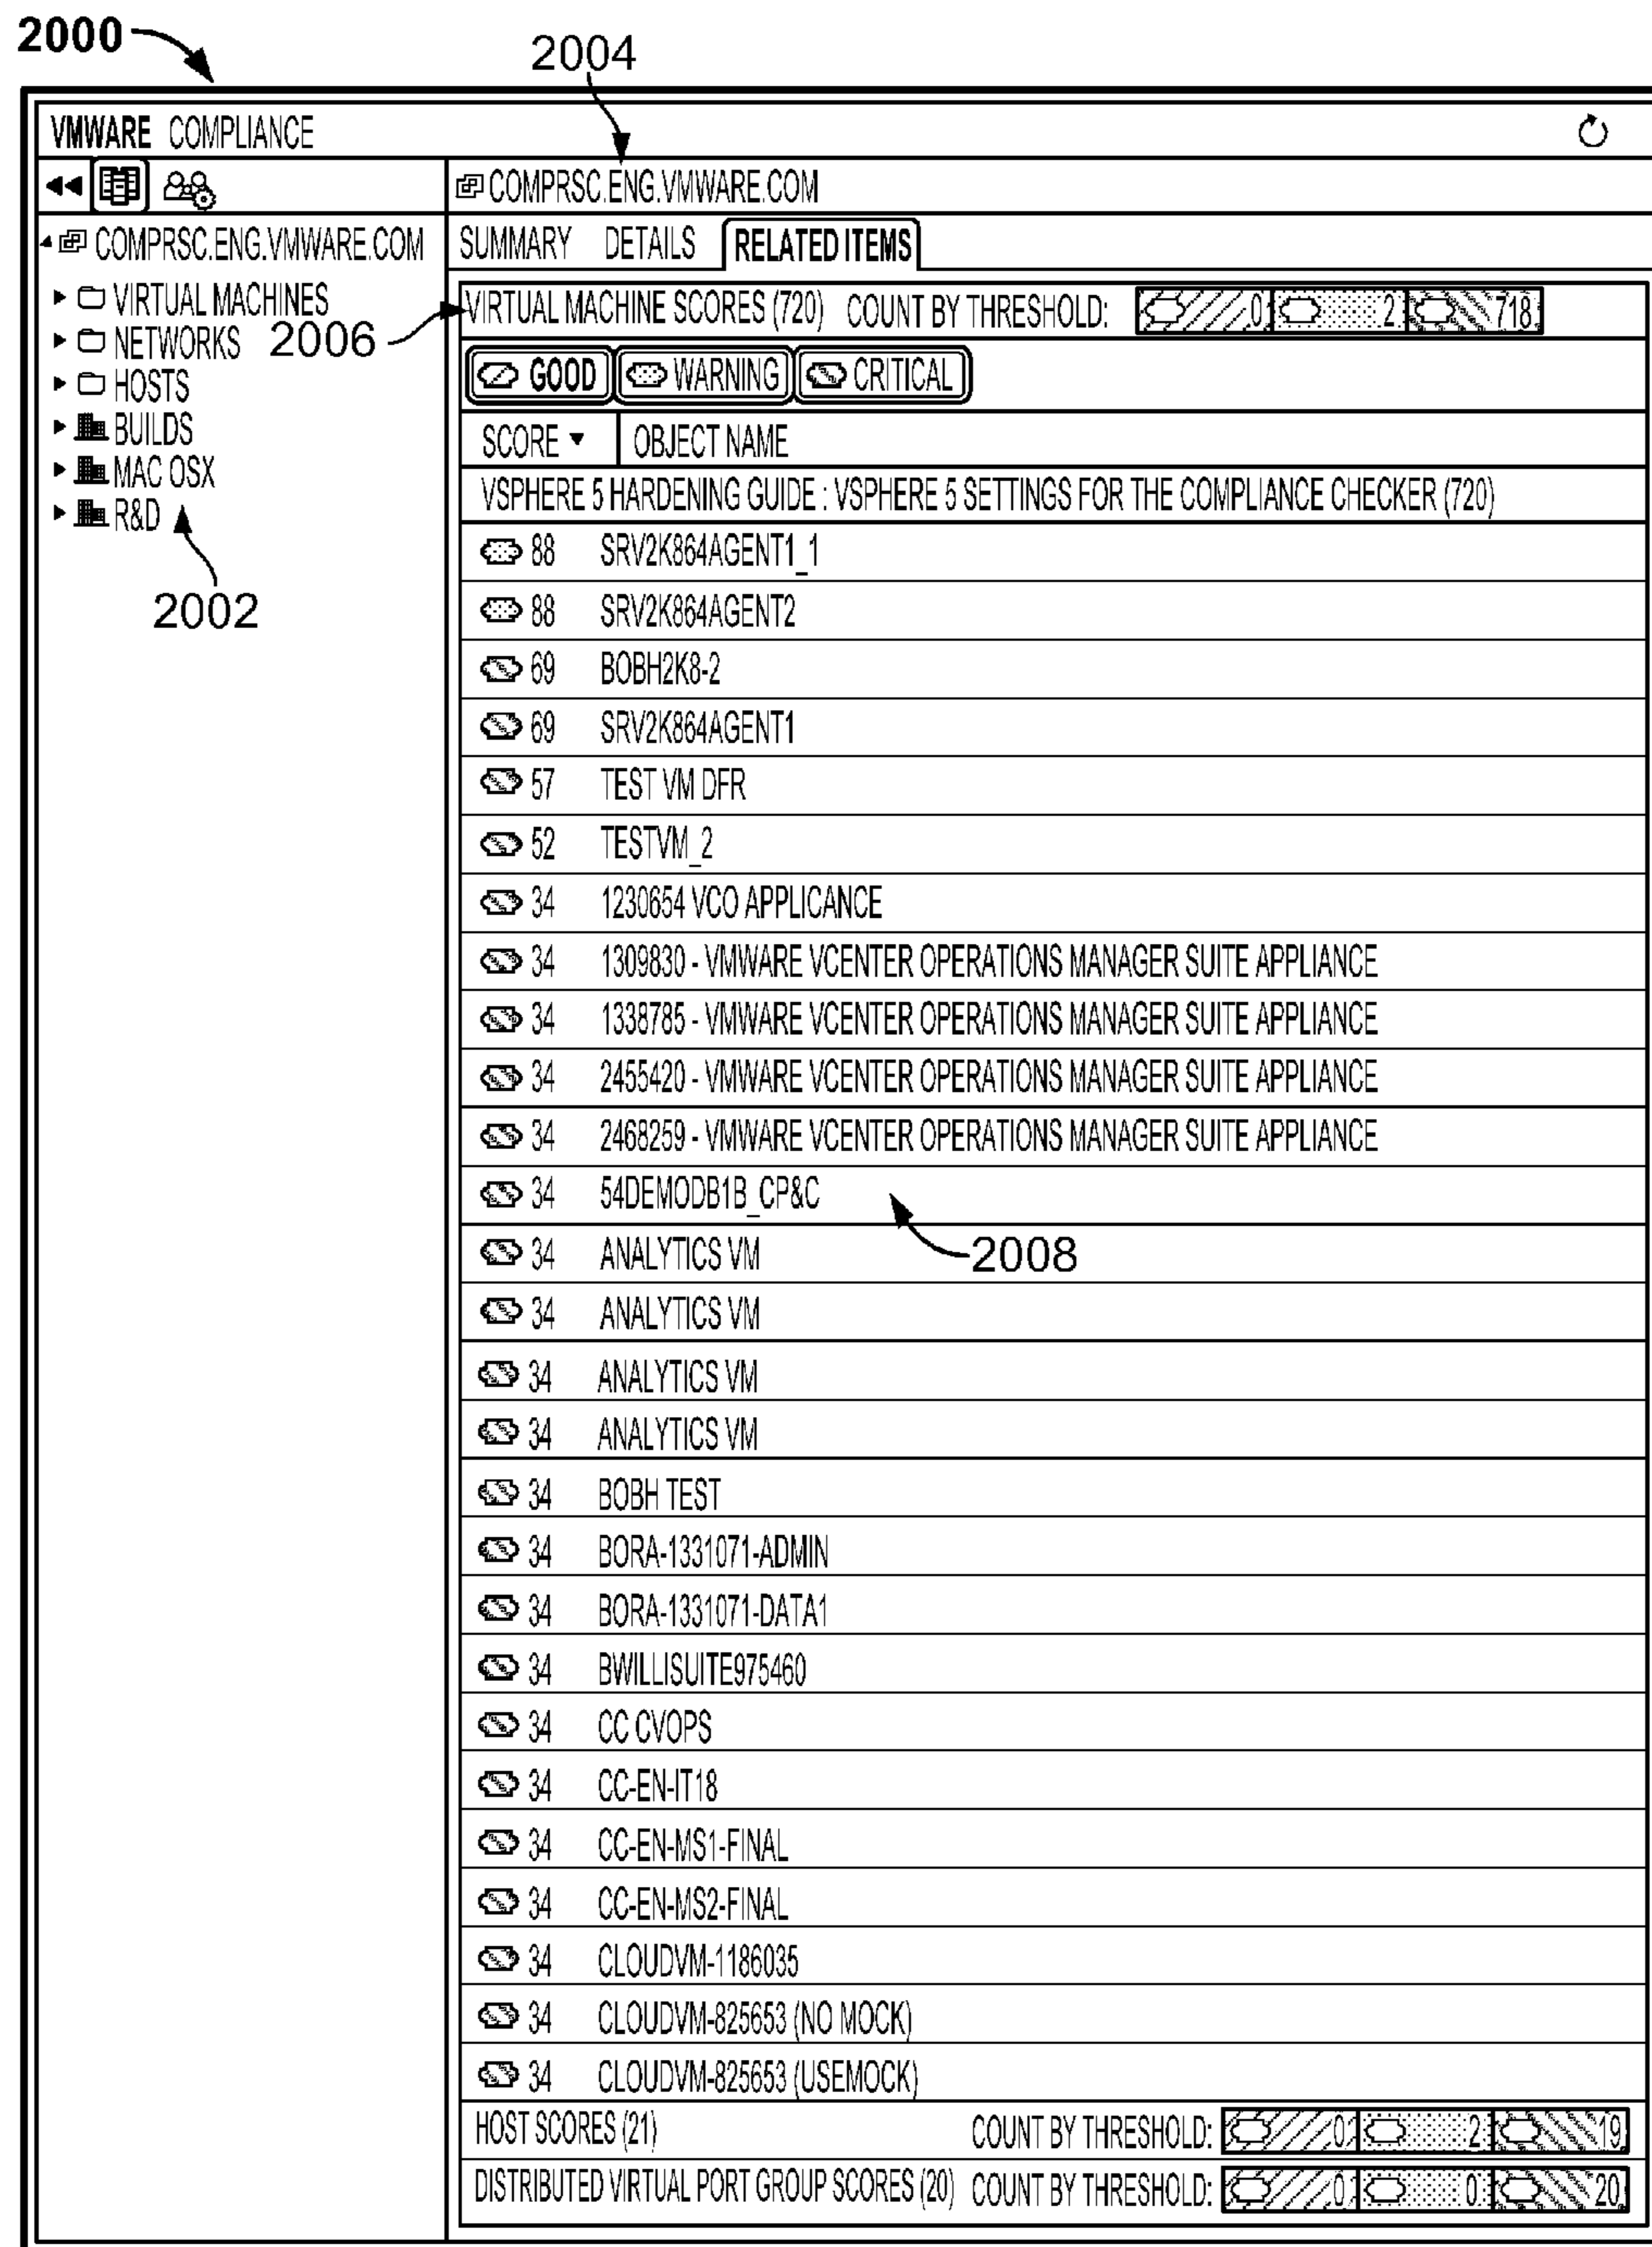 2000
2004
VMWARE COMPLIANCE
COMPRSC.ENG.VMWARE.COM
COMPRSC.ENG.VMWARE.COM
SUMMARY DETAILS RELATED ITEMS
VIRTUAL MACHINES
NETWORKS
HOSTS
BUILDS
MAC OSX
R&D
2006
2002
VIRTUAL MACHINE SCORES (720) COUNT BY THRESHOLD: 0 2 718
GOOD WARNING CRITICAL
SCORE OBJECT NAME
VSPHERE 5 HARDENING GUIDE : VSPHERE 5 SETTINGS FOR THE COMPLIANCE CHECKER (720)
88 SRV2K864AGENT1_1
88 SRV2K864AGENT2
69 BOBH2K8-2
69 SRV2K864AGENT1
57 TEST VM DFR
52 TESTVM_2
34 1230654 VCO APPLICANCE
34 1309830 - VMWARE VCENTER OPERATIONS MANAGER SUITE APPLIANCE
34 1338785 - VMWARE VCENTER OPERATIONS MANAGER SUITE APPLIANCE
34 2455420 - VMWARE VCENTER OPERATIONS MANAGER SUITE APPLIANCE
34 2468259 - VMWARE VCENTER OPERATIONS MANAGER SUITE APPLIANCE
34 54DEMODB1B_CP&C
2008
34 ANALYTICS VM
34 ANALYTICS VM
34 ANALYTICS VM
34 ANALYTICS VM
34 BOBH TEST
34 BORA-1331071-ADMIN
34 BORA-1331071-DATA1
34 BWILLISUITE975460
34 CC CVOPS
34 CC-EN-IT18
34 CC-EN-MS1-FINAL
34 CC-EN-MS2-FINAL
34 CLOUDVM-1186035
34 CLOUDVM-825653 (NO MOCK)
34 CLOUDVM-825653 (USEMOCK)
HOST SCORES (21) COUNT BY THRESHOLD: 0 2 19
DISTRIBUTED VIRTUAL PORT GROUP SCORES (20) COUNT BY THRESHOLD: 0 0 20